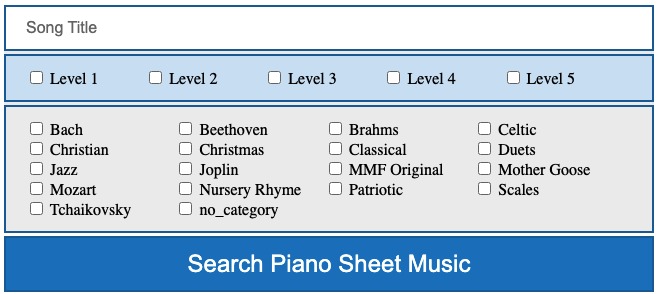 Song Title
Level 1 Level 2 Level 3 Level 4 Level 5
Bach Beethoven Brahms Celtic
Christian Christmas Classical Duets
Jazz Joplin MMF Original Mother Goose
Mozart Nursery Rhyme Patriotic Scales
Tchaikovsky no_category
Search Piano Sheet Music